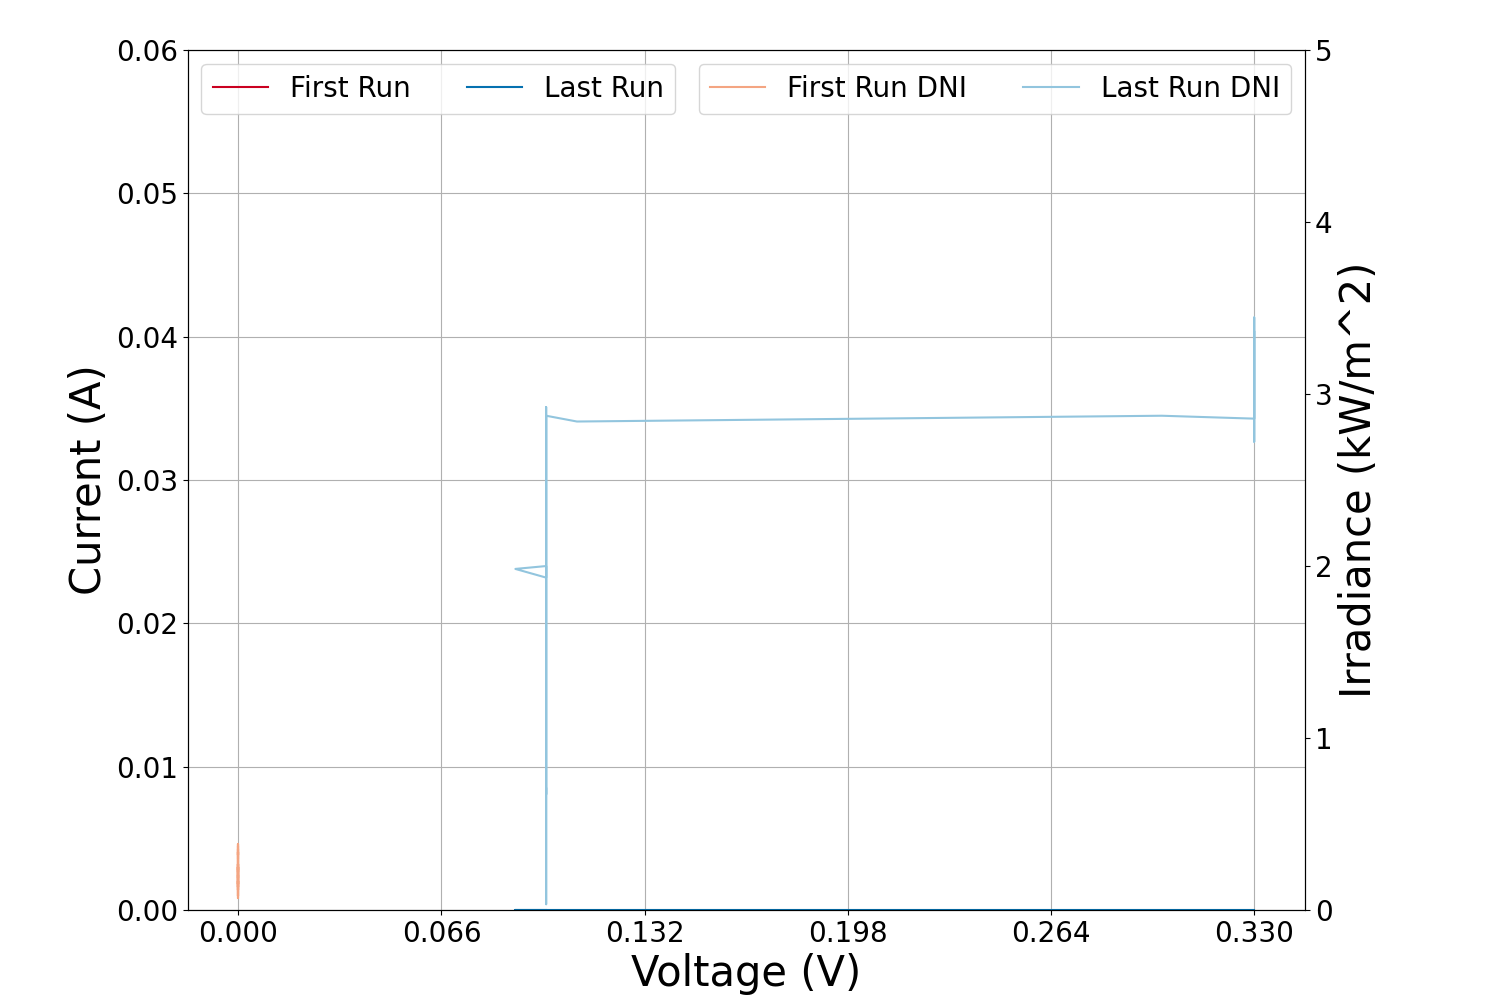 First Run
Last Run
First Run DNI
Last Run DNI
0.06
0.05
0.04
0.03
0.02
0.01
0.00
Current (A)
5
4
3
2
1
0
Irradiance (kW/m^2)
0.000 0.066 0.132 0.198 0.264 0.330
Voltage (V)